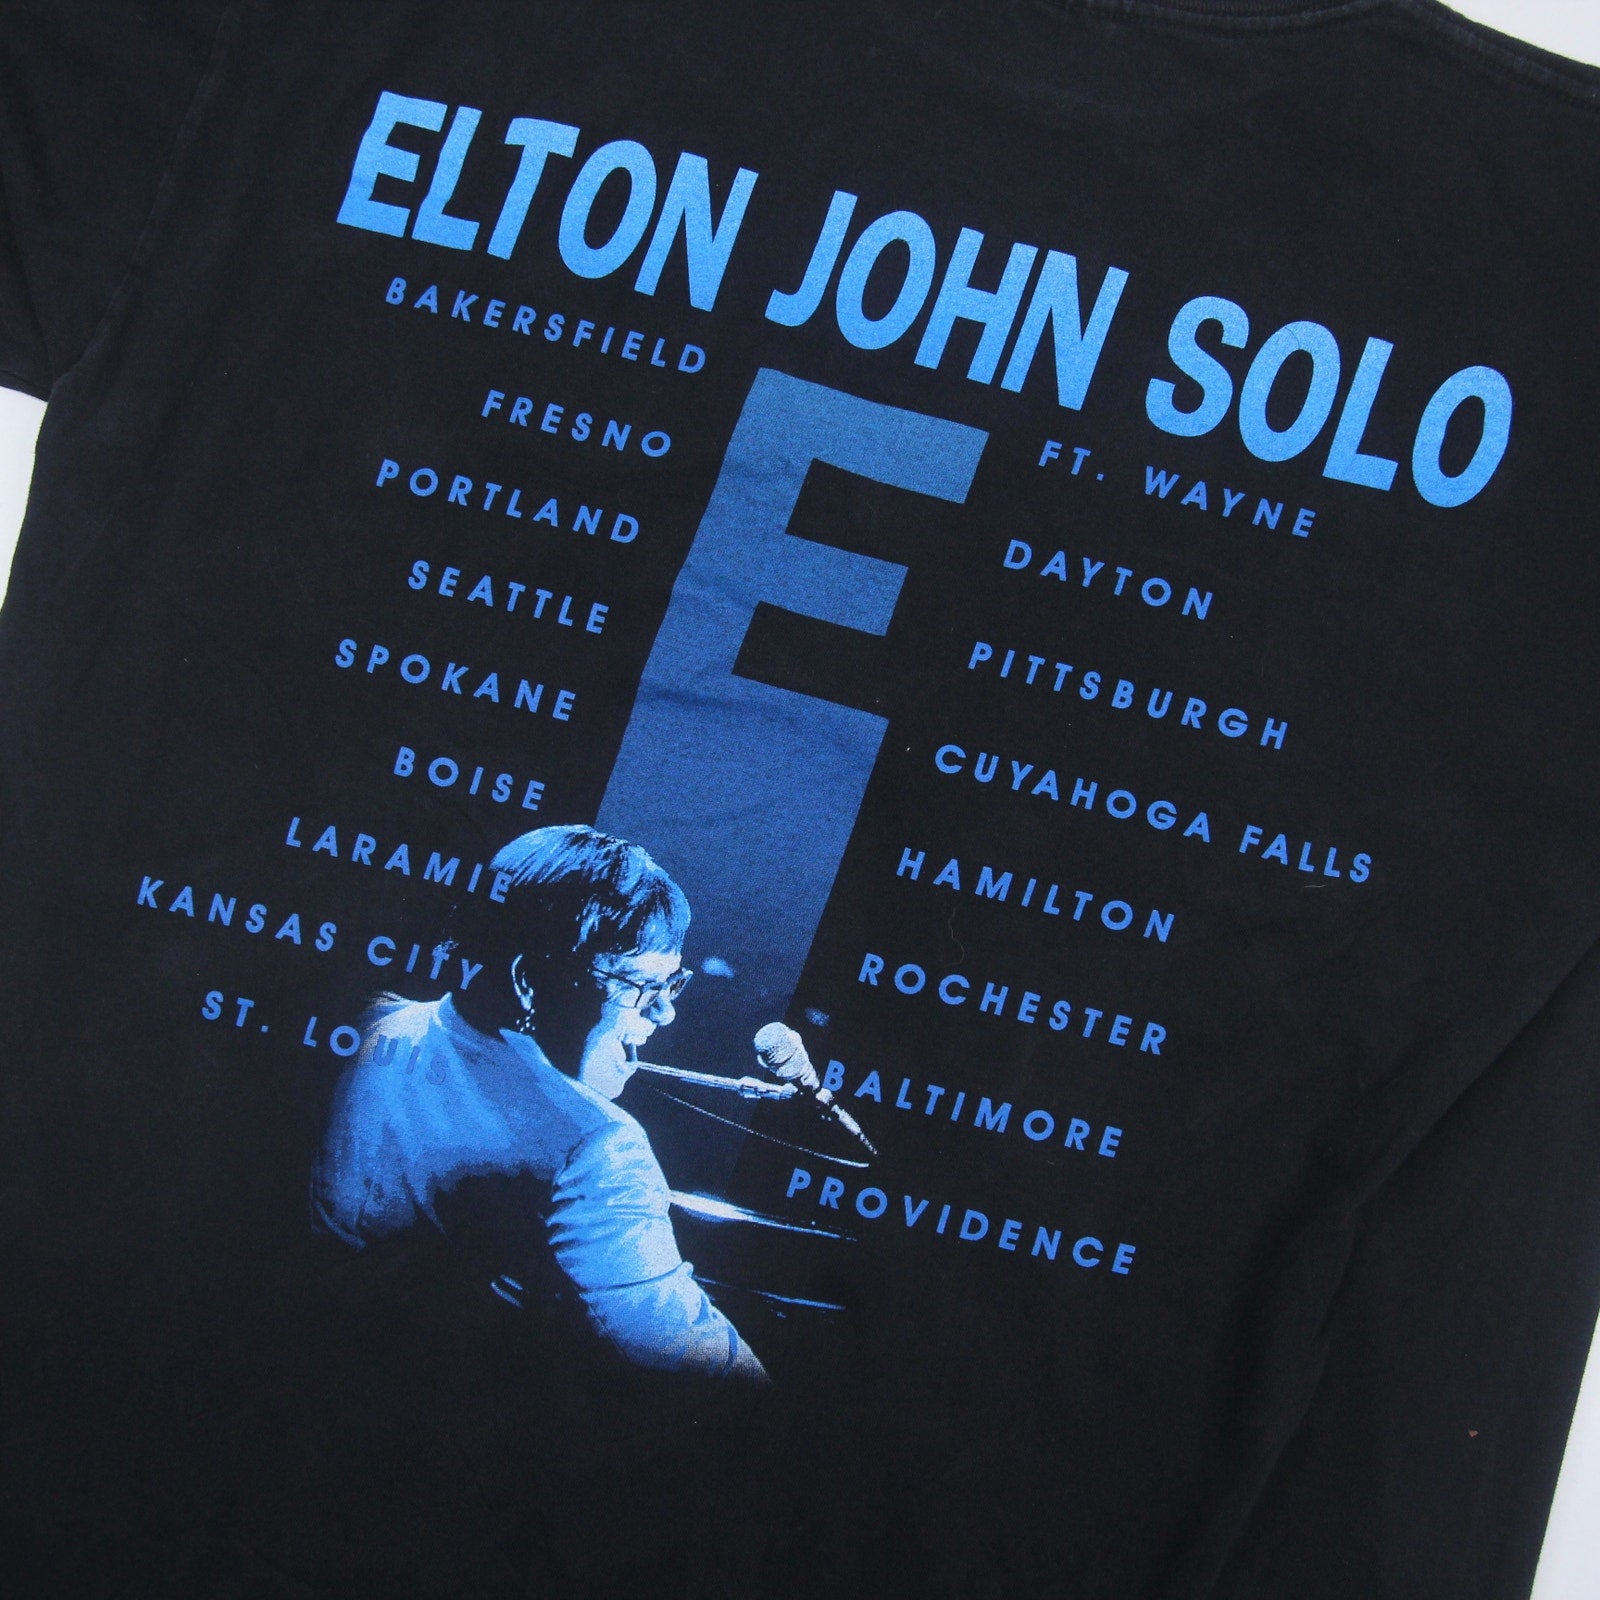 ELTON JOHN SOLO
BAKERSFIELD
FRESNO
PORTLAND
SEATTLE
SPOKANE
BOISE
LARAMIE
KANSAS CITY
ST. LOUIS
E
FT. WAYNE
DAYTON
PITTSBURGH
CUYAHOGA FALLS
HAMILTON
ROCHESTER
BALTIMORE
PROVIDENCE